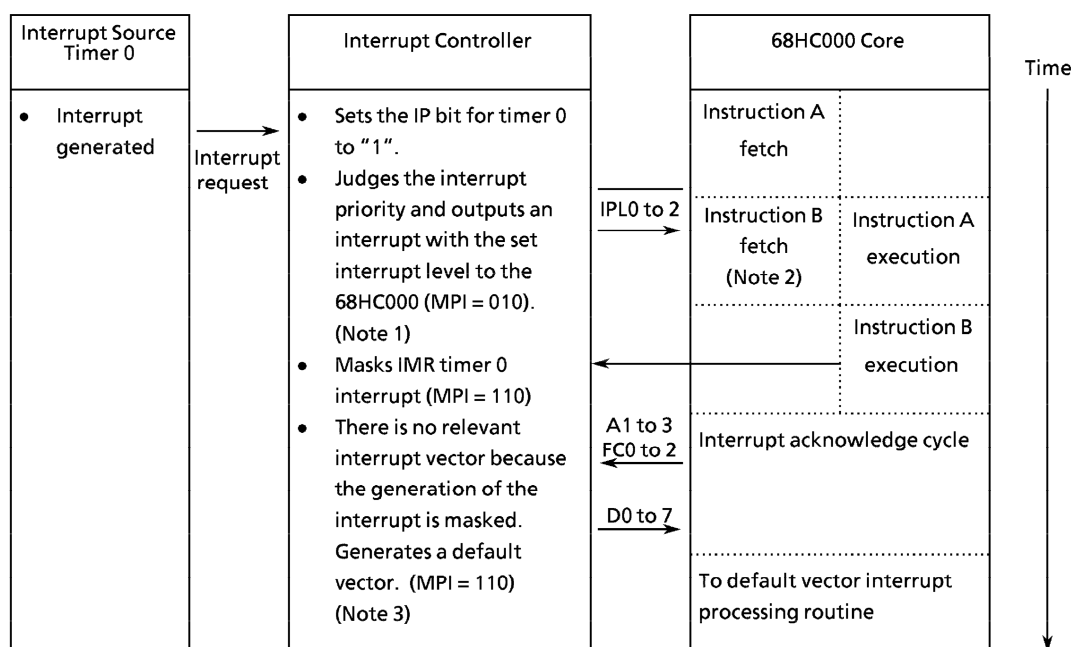 Interrupt Source
Timer 0
Interrupt Controller
68HC000 Core
Time
• Interrupt
generated
Interrupt
request
• Sets the IP bit for timer 0
to "1".
• Judges the interrupt
priority and outputs an
interrupt with the set
interrupt level to the
68HC000 (MPI = 010).
(Note 1)
• Masks IMR timer 0
interrupt (MPI = 110)
• There is no relevant
interrupt vector because
the generation of the
interrupt is masked.
Generates a default
vector. (MPI = 110)
(Note 3)
IPL0 to 2
A1 to 3
FC0 to 2
D0 to 7
Instruction A
fetch
Instruction B
fetch
(Note 2)
Instruction A
execution
Instruction B
execution
Interrupt acknowledge cycle
To default vector interrupt
processing routine